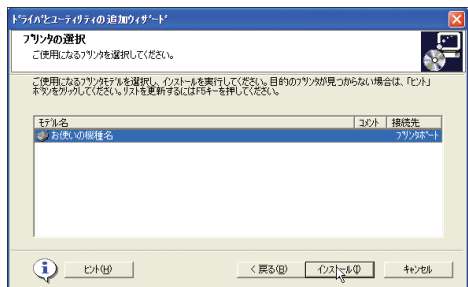 ドライバとユーティリティの追加ウィザード
プリンタの選択
ご使用になるプリンタを選択してください。
ご使用になるプリンタモデルを選択し、インストールを実行してください。目的のプリンタが見つからない場合は、「ヒント」
ボタンをクリックしてください。リストを更新するにはF5キーを押してください。
モデル名 コメント 接続先
お使いの機種名 プリンタポート
ヒント(H) < 戻る(B) インストール(I) キャンセル